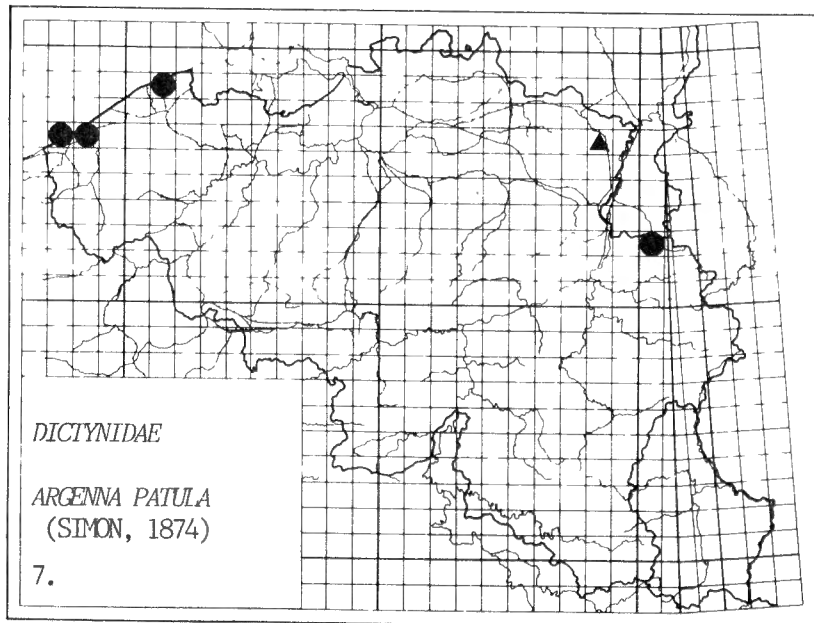 DICTYNIDAE
ARGENNA PATULA
(SIMON, 1874)
7.